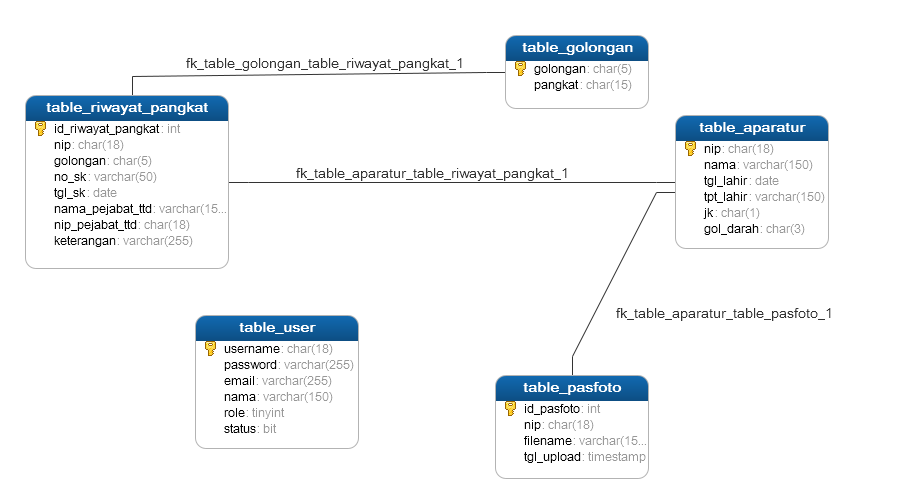 fk_table_golongan_table_riwayat_pangkat_1
table_golongan
golongan: char(5)
pangkat: char(15)
table_riwayat_pangkat
id_riwayat_pangkat: int
nip: char(18)
golongan: char(5)
no_sk: varchar(50)
tgl_sk: date
nama_pejabat_ttd: varchar(15...
nip_pejabat_ttd: char(18)
keterangan: varchar(255)
fk_table_aparatur_table_riwayat_pangkat_1
table_aparatur
nip: char(18)
nama: varchar(150)
tgl_lahir: date
tpt_lahir: varchar(150)
jk: char(1)
gol_darah: char(3)
fk_table_aparatur_table_pasfoto_1
table_user
username: char(18)
password: varchar(255)
email: varchar(255)
nama: varchar(150)
role: tinyint
status: bit
table_pasfoto
id_pasfoto: int
nip: char(18)
filename: varchar(15...
tgl_upload: timestamp